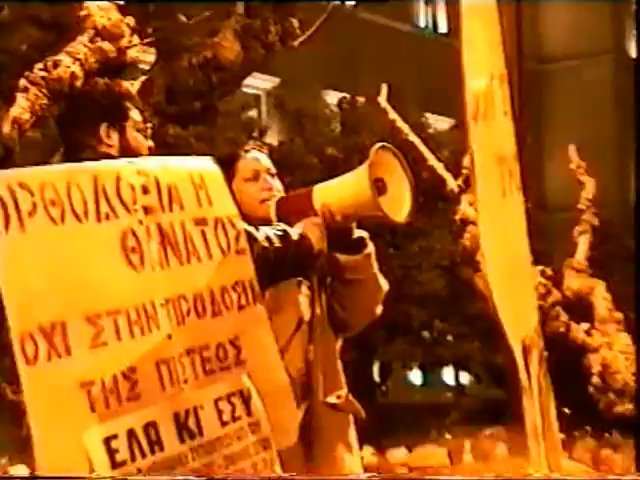 ΟΡΘΟΔΟΞΙΑ Ή
ΘΑΝΑΤΟΣ
ΟΧΙ ΣΤΗΝ ΠΡΟΔΟΣΙΑ
ΤΗΣ ΠΙΣΤΕΩΣ
ΕΛΑ ΚΙ' ΕΣΥ